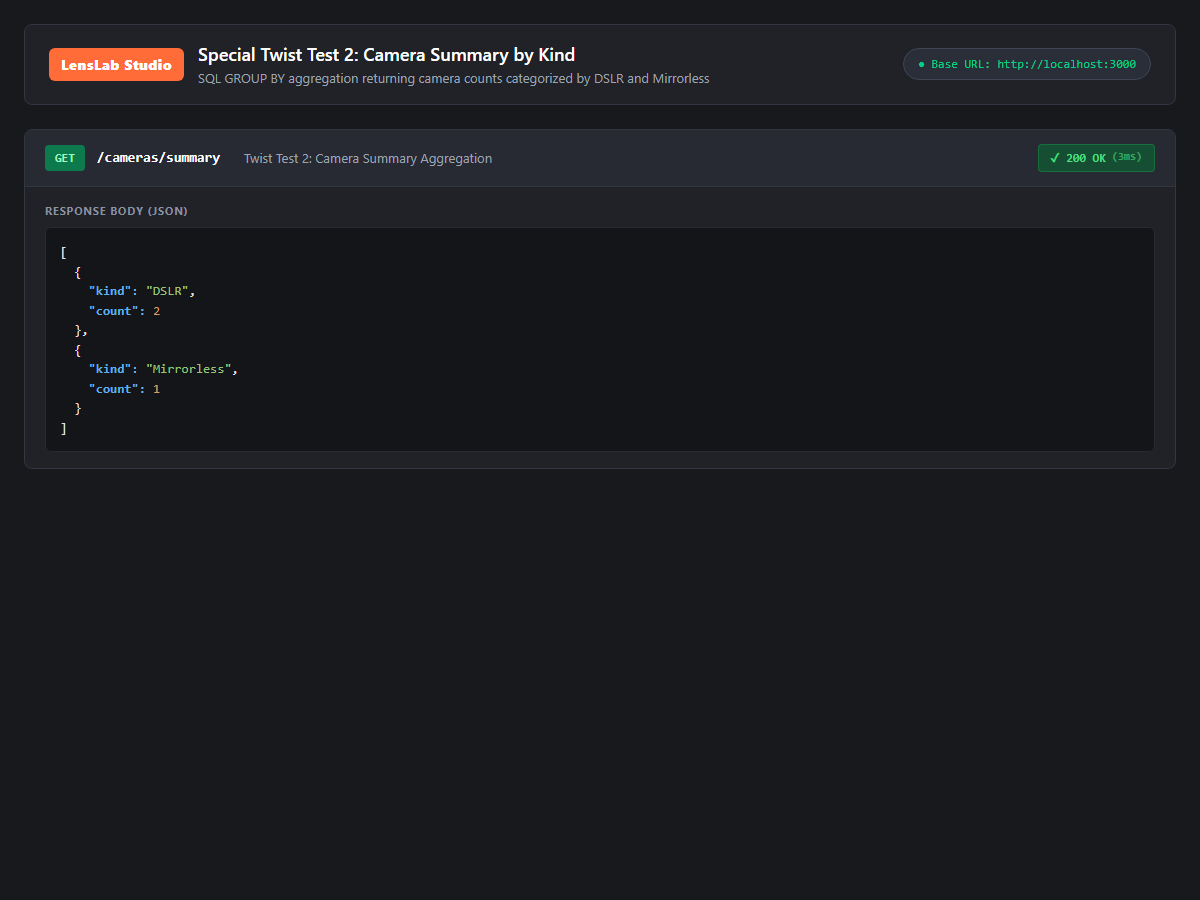 LensLab Studio
Special Twist Test 2: Camera Summary by Kind
SQL GROUP BY aggregation returning camera counts categorized by DSLR and Mirrorless
● Base URL: http://localhost:3000
GET /cameras/summary Twist Test 2: Camera Summary Aggregation
✓ 200 OK (3ms)
RESPONSE BODY (JSON)
[
  {
    "kind": "DSLR",
    "count": 2
  },
  {
    "kind": "Mirrorless",
    "count": 1
  }
]